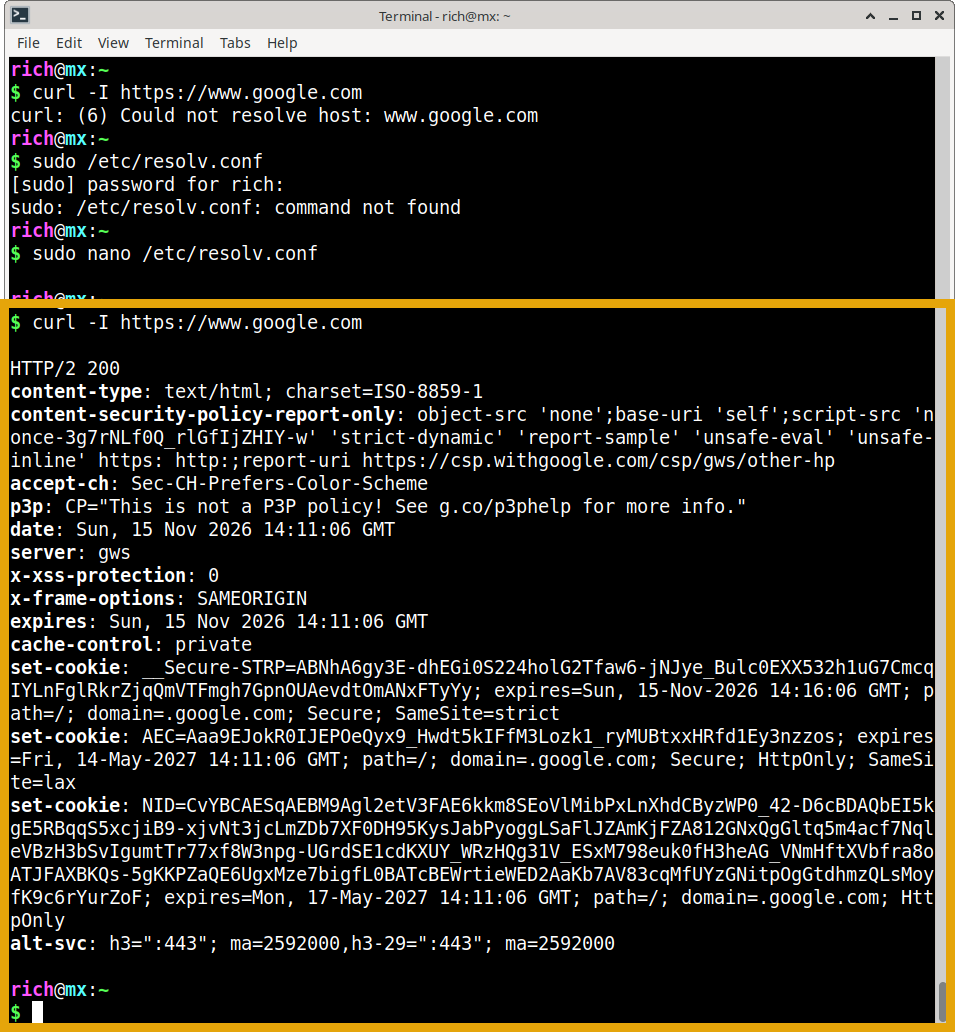 Terminal - rich@mx: ~
File Edit View Terminal Tabs Help
rich@mx:~
$ curl -I https://www.google.com
curl: (6) Could not resolve host: www.google.com
rich@mx:~
$ sudo /etc/resolv.conf
[sudo] password for rich:
sudo: /etc/resolv.conf: command not found
rich@mx:~
$ sudo nano /etc/resolv.conf
rich@mx:
$ curl -I https://www.google.com
HTTP/2 200
content-type: text/html; charset=ISO-8859-1
content-security-policy-report-only: object-src 'none';base-uri 'self';script-src 'n
once-3g7rNLf0Q_rlGfIjZHIY-w' 'strict-dynamic' 'report-sample' 'unsafe-eval' 'unsafe-
inline' https: http:;report-uri https://csp.withgoogle.com/csp/gws/other-hp
accept-ch: Sec-CH-Prefers-Color-Scheme
p3p: CP="This is not a P3P policy! See g.co/p3phelp for more info."
date: Sun, 15 Nov 2026 14:11:06 GMT
server: gws
x-xss-protection: 0
x-frame-options: SAMEORIGIN
expires: Sun, 15 Nov 2026 14:11:06 GMT
cache-control: private
set-cookie: __Secure-STRP=ABNhA6gy3E-dhEGi0S224holG2Tfaw6-jNJye_Bulc0EXX532h1uG7Cmcq
IYLnFglRkrZjqQmVTFmgh7GpnOUAevdtOmANxFTyYy; expires=Sun, 15-Nov-2026 14:16:06 GMT; p
ath=/; domain=.google.com; Secure; SameSite=strict
set-cookie: AEC=Aaa9EJokR0IJEPOeQyx9_Hwdt5kIFfM3Lozk1_ryMUBtxxHRfd1Ey3nzzos; expires
=Fri, 14-May-2027 14:11:06 GMT; path=/; domain=.google.com; Secure; HttpOnly; SameSi
te=lax
set-cookie: NID=CvYBCAESqAEBM9Agl2etV3FAE6kkm8SEoVlMibPxLnXhdCByzWP0_42-D6cBDAQbEI5k
gE5RBqqS5xcjiB9-xjvNt3jcLmZDb7XF0DH95KysJabPyoggLSaFlJZAmKjFZA812GNxQgGltq5m4acf7Nql
eVBzH3bSvIgumtTr77xf8W3npg-UGrdSE1cdKXUY_WRzHQg31V_ESxM798euk0fH3heAG_VNmHftXVbfra8o
ATJFAXBKQs-5gKKPZaQE6UgxMze7bigfL0BATcBEWrtieWED2AaKb7AV83cqMfUYzGNitpOgGtdhmzQLsMoy
fK9c6rYurZoF; expires=Mon, 17-May-2027 14:11:06 GMT; path=/; domain=.google.com; Htt
pOnly
alt-svc: h3=":443"; ma=2592000,h3-29=":443"; ma=2592000
rich@mx:~
$